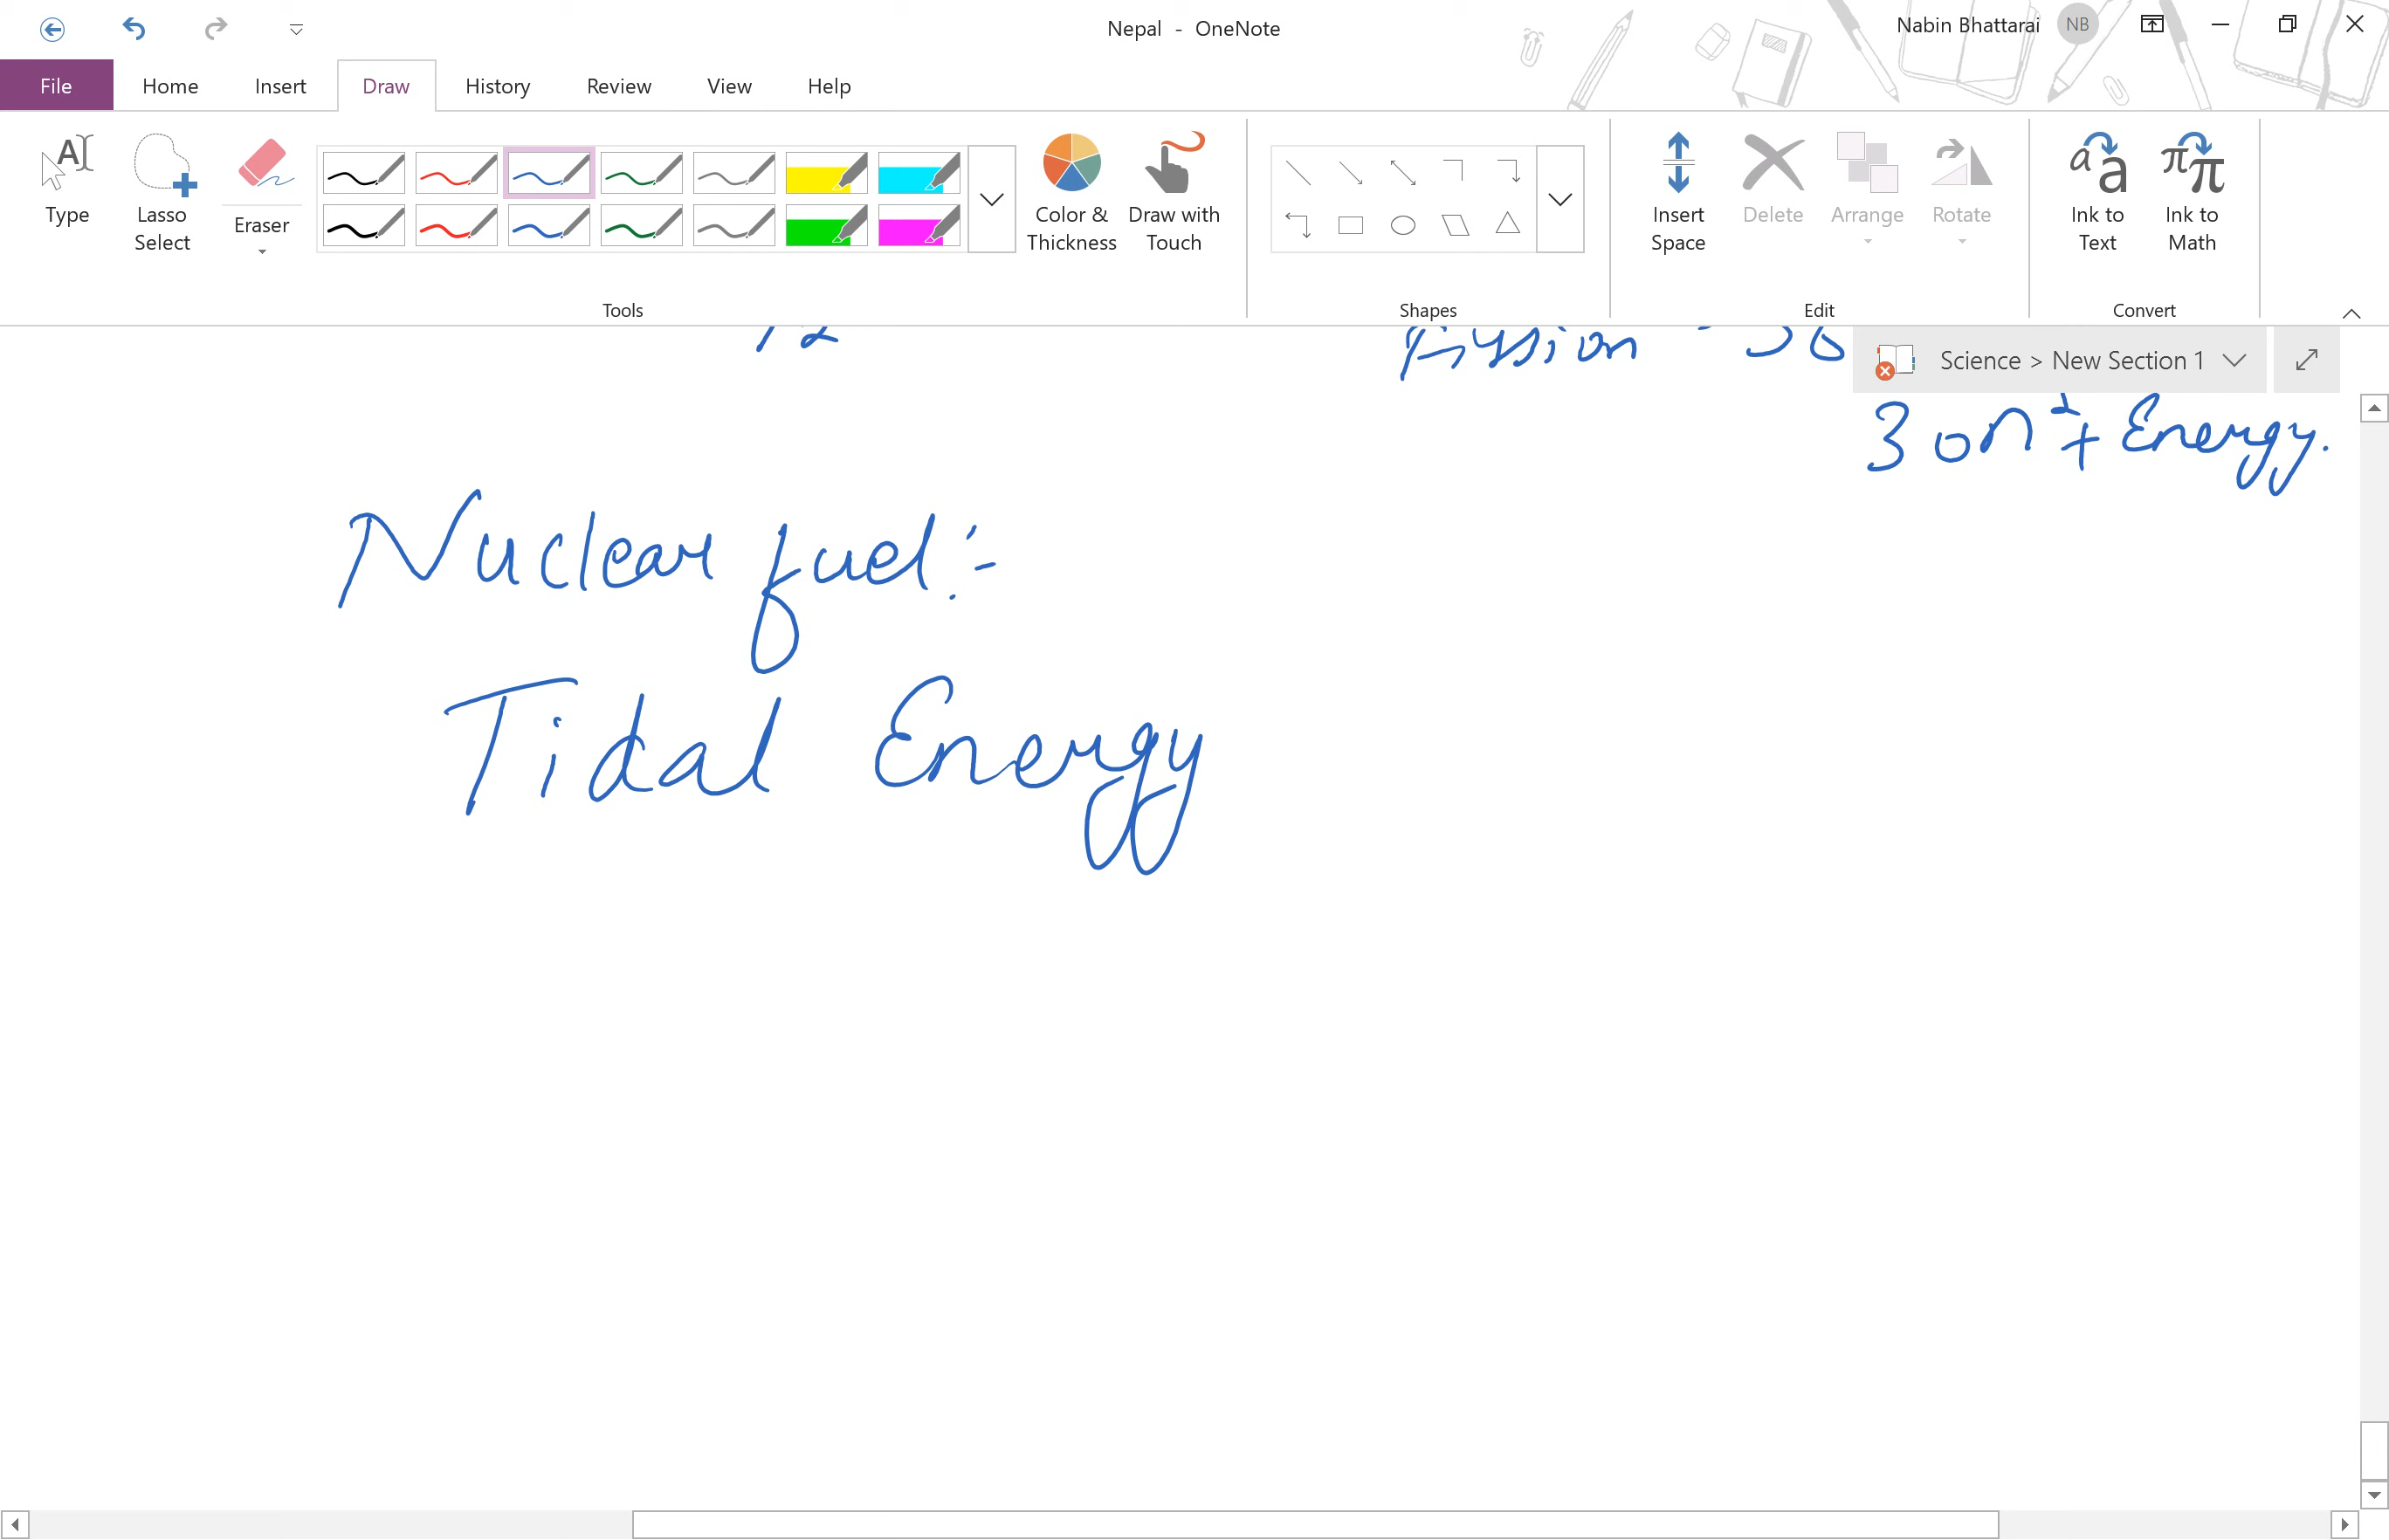 Nepal - OneNote
Nabin Bhattarai NB
File Home Insert Draw History Review View Help
Type
Lasso Select
Eraser
Color & Thickness
Draw with Touch
Insert Space
Delete
Arrange
Rotate
Ink to Text
Ink to Math
Tools Shapes Edit Convert
Science > New Section 1
3 0n¹ + Energy.
Nuclear fuel:-
Tidal Energy